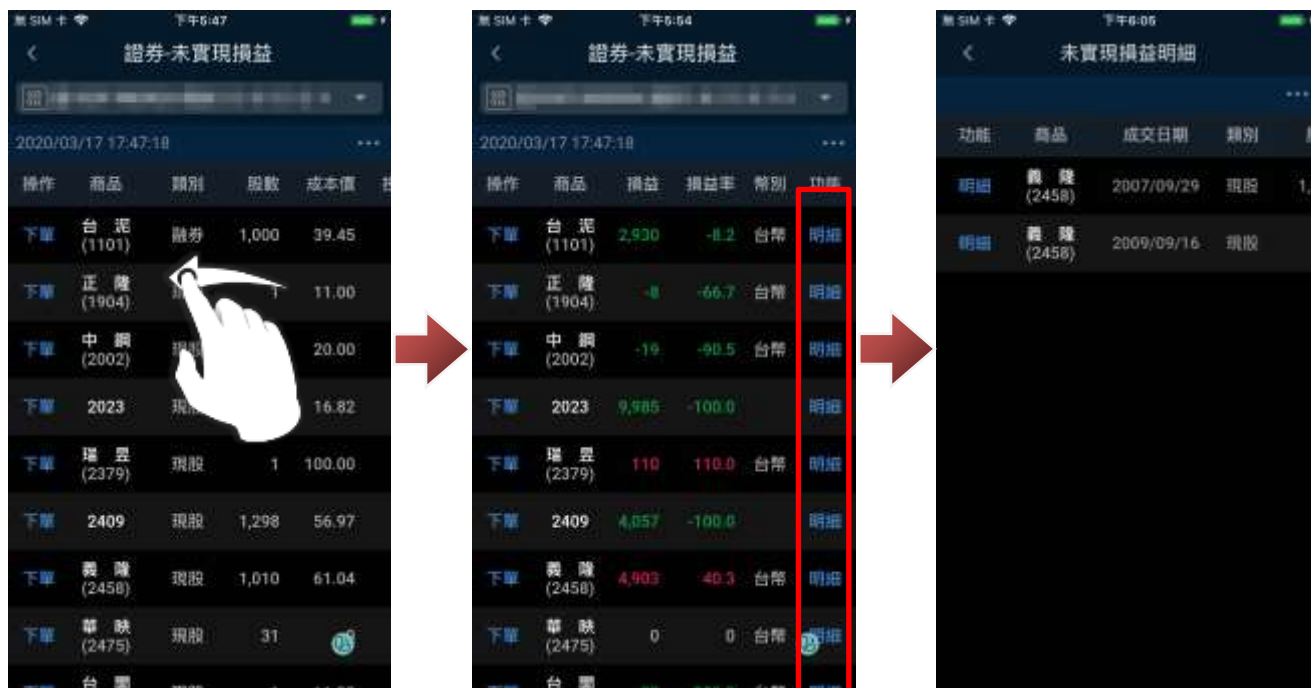 無 SIM 卡 下午5:47
證券-未實現損益
2020/03/17 17:47:18 •••
操作 商品 類別 股數 成本價
下單 台泥 (1101) 融券 1,000 39.45
下單 正隆 (1904) 1 11.00
下單 中鋼 (2002) 20.00
下單 2023 現 16.82
下單 瑞昱 (2379) 現股 1 100.00
下單 2409 現股 1,298 56.97
下單 義隆 (2458) 現股 1,010 61.04
下單 華映 (2475) 現股 31
無 SIM 卡 下午5:54
證券-未實現損益
2020/03/17 17:47:18 •••
操作 商品 損益 損益率 幣別 功能
下單 台泥 (1101) 2,930 -8.2 台幣 明細
下單 正隆 (1904) -8 -66.7 台幣 明細
下單 中鋼 (2002) -19 -90.5 台幣 明細
下單 2023 9,985 -100.0 明細
下單 瑞昱 (2379) 110 110.0 台幣 明細
下單 2409 4,057 -100.0 明細
下單 義隆 (2458) 4,903 40.3 台幣 明細
下單 華映 (2475) 0 0 台幣 明細
無 SIM 卡 下午6:05
未實現損益明細
•••
功能 商品 成交日期 類別
明細 義隆 (2458) 2007/09/29 現股 1,
明細 義隆 (2458) 2009/09/16 現股